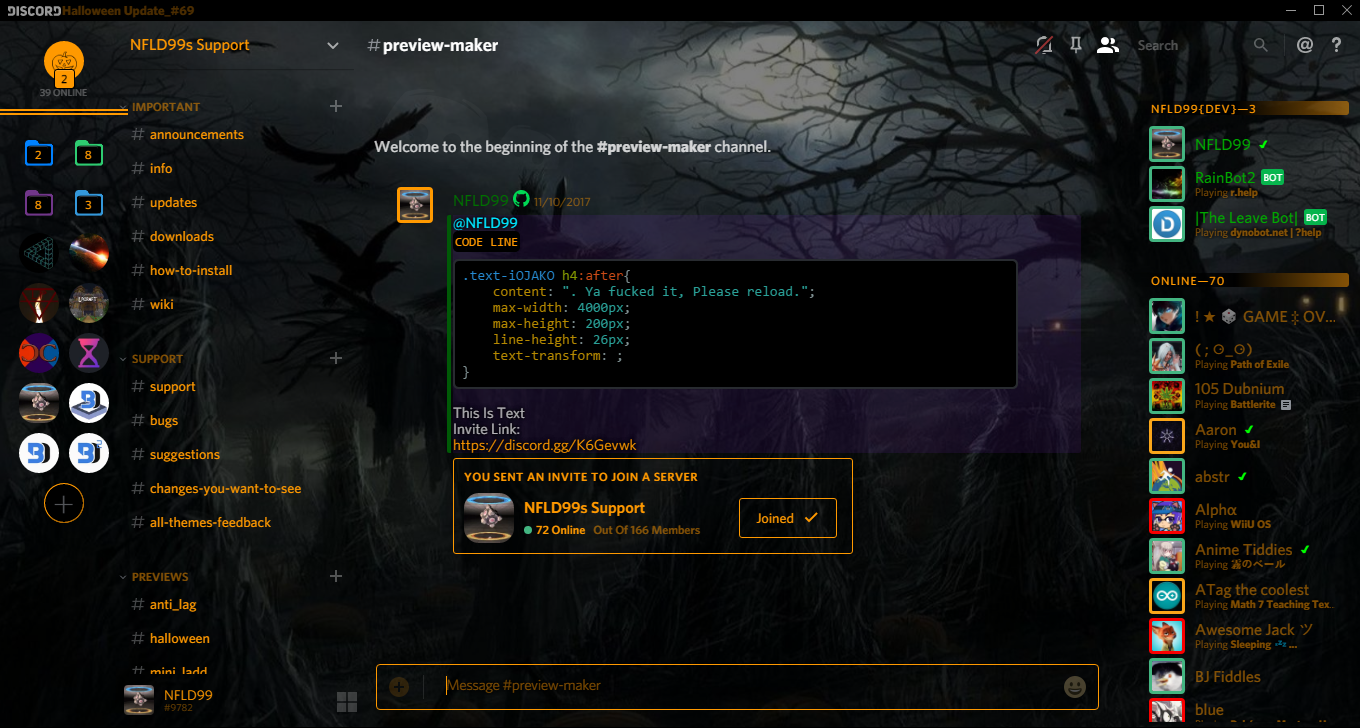 DISCORD Halloween Update_#69
2
39 ONLINE
2
8
8
3
NFLD99s Support
IMPORTANT
# announcements
# info
# updates
# downloads
# how-to-install
# wiki
SUPPORT
# support
# bugs
# suggestions
# changes-you-want-to-see
# all-themes-feedback
PREVIEWS
# anti_lag
# halloween
# mini_ladd
NFLD99
#9782
# preview-maker
Search
@ ?
Welcome to the beginning of the #preview-maker channel.
NFLD99 11/10/2017
@NFLD99
CODE LINE
.text-iOJAKO h4:after{
    content: ". Ya fucked it, Please reload.";
    max-width: 4000px;
    max-height: 200px;
    line-height: 26px;
    text-transform: ;
}
This Is Text
Invite Link:
https://discord.gg/K6Gevwk
YOU SENT AN INVITE TO JOIN A SERVER
NFLD99s Support
72 Online Out Of 166 Members
Joined
Message #preview-maker
NFLD99{DEV}—3
NFLD99
RainBot2 BOT
Playing r.help
|The Leave Bot| BOT
Playing dynobot.net | ?help
ONLINE—70
! ★ 🎲 GAME ‡ OV...
( ; ʘ_ʘ)
Playing Path of Exile
105 Dubnium
Playing Battlerite
Aaron
Playing You&I
abstr
Alphα
Playing WiiU OS
Anime Tiddies
Playing 霧のベール
ATag the coolest
Playing Math 7 Teaching Tex..
Awesome Jack ツ
Playing Sleeping 💤 ...
BJ Fiddles
blue